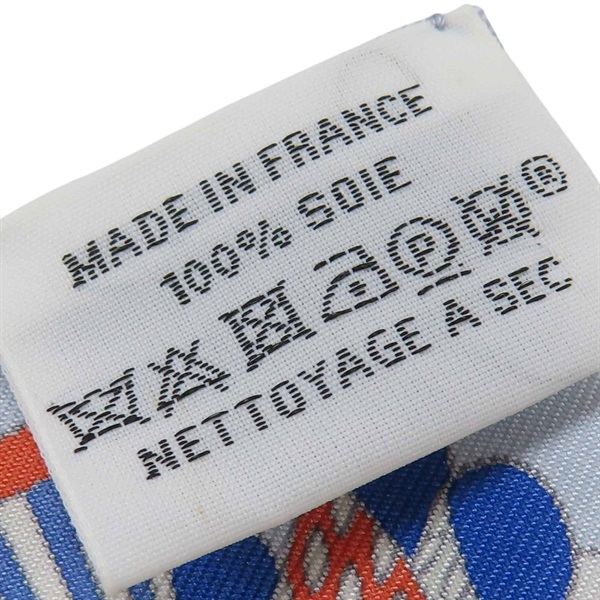 MADE IN FRANCE
100% SOIE
P ®
NETTOYAGE A SEC